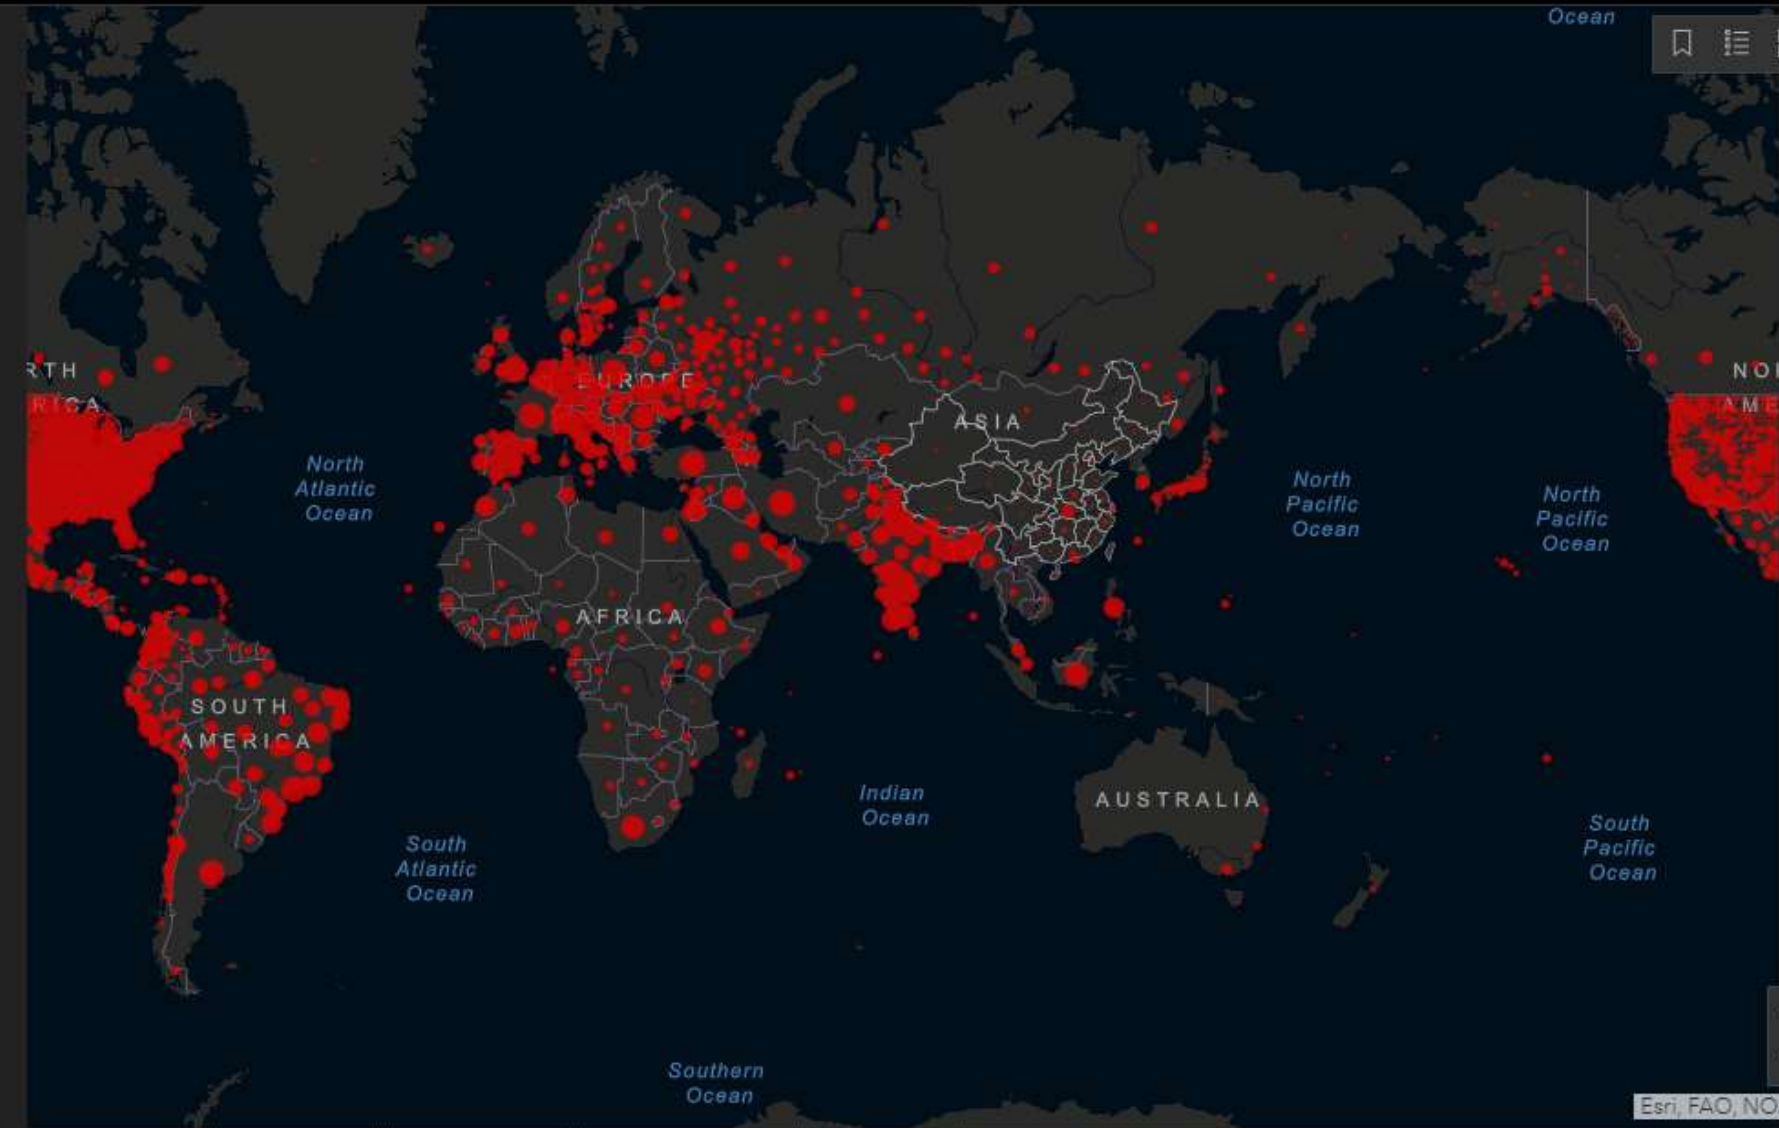 Ocean
RTH
RICA
NO
AME
EUROPE
ASIA
North
Atlantic
Ocean
North
Pacific
Ocean
North
Pacific
Ocean
AFRICA
SOUTH
AMERICA
Indian
Ocean
AUSTRALIA
South
Atlantic
Ocean
South
Pacific
Ocean
Southern
Ocean
Esri, FAO, NO